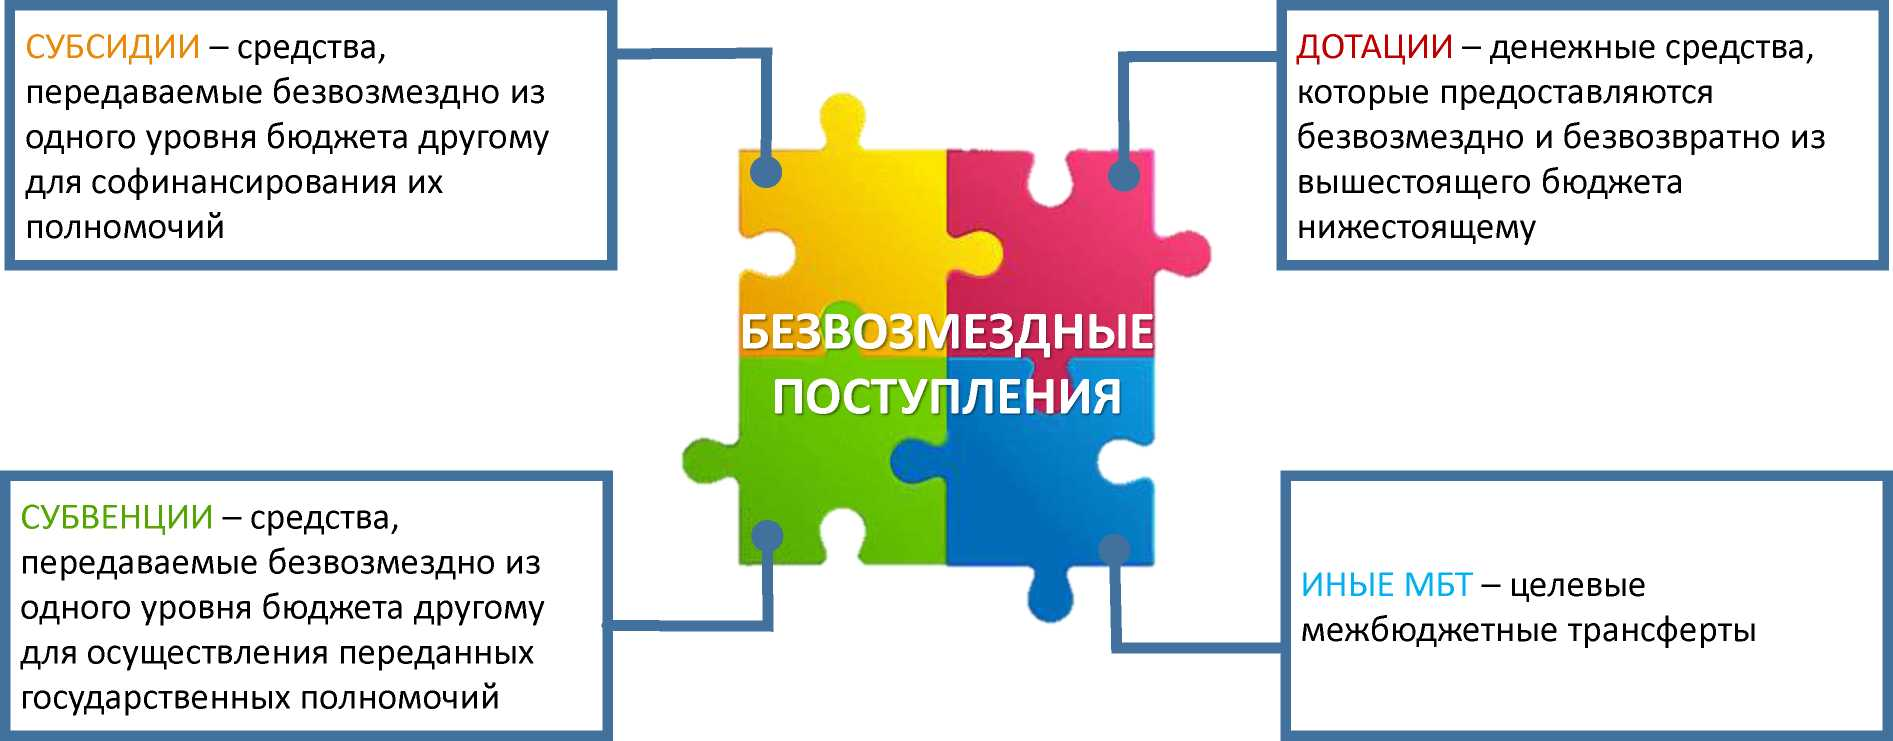 СУБСИДИИ – средства,
передаваемые безвозмездно из
одного уровня бюджета другому
для софинансирования их
полномочий
ДОТАЦИИ – денежные средства,
которые предоставляются
безвозмездно и безвозвратно из
вышестоящего бюджета
нижестоящему
БЕЗВОЗМЕЗДНЫЕ
ПОСТУПЛЕНИЯ
СУБВЕНЦИИ – средства,
передаваемые безвозмездно из
одного уровня бюджета другому
для осуществления переданных
государственных полномочий
ИНЫЕ МБТ – целевые
межбюджетные трансферты